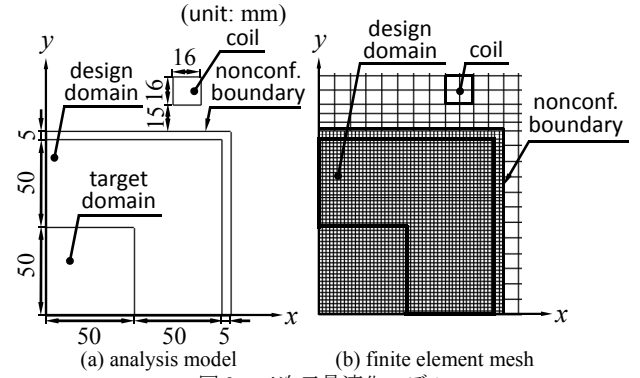 (unit: mm)
y
16
coil
design
domain
nonconf.
boundary
16
15
5
50
target
domain
50
50
50
5
x
(a) analysis model
y
design
domain
coil
nonconf.
boundary
x
(b) finite element mesh